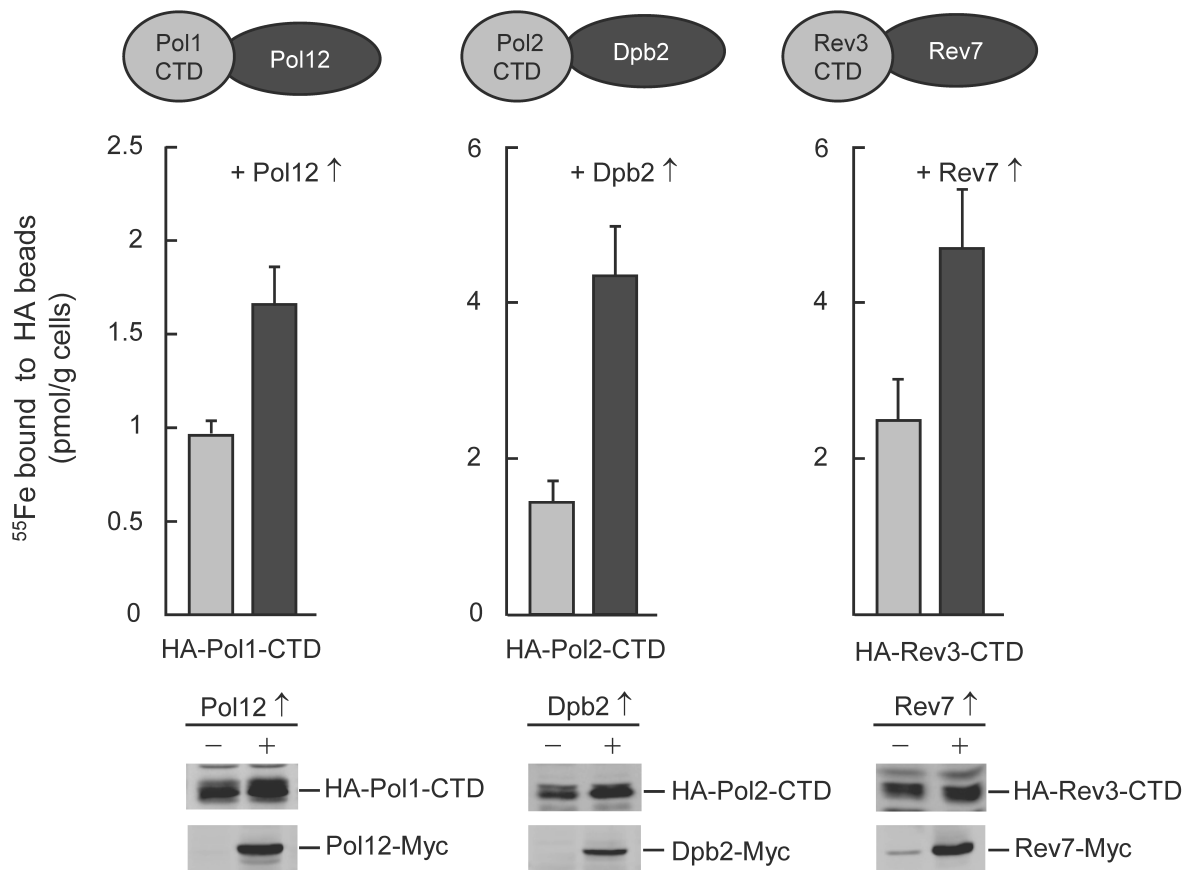 Pol1
CTD
Pol12
Pol2
CTD
Dpb2
Rev3
CTD
Rev7
55Fe bound to HA beads
(pmol/g cells)
2.5
2
1.5
1
0.5
0
+ Pol12 ↑
HA-Pol1-CTD
6
4
2
0
+ Dpb2 ↑
HA-Pol2-CTD
6
4
2
+ Rev7 ↑
HA-Rev3-CTD
Pol12 ↑
− +
HA-Pol1-CTD
Pol12-Myc
Dpb2 ↑
− +
HA-Pol2-CTD
Dpb2-Myc
Rev7 ↑
− +
HA-Rev3-CTD
Rev7-Myc